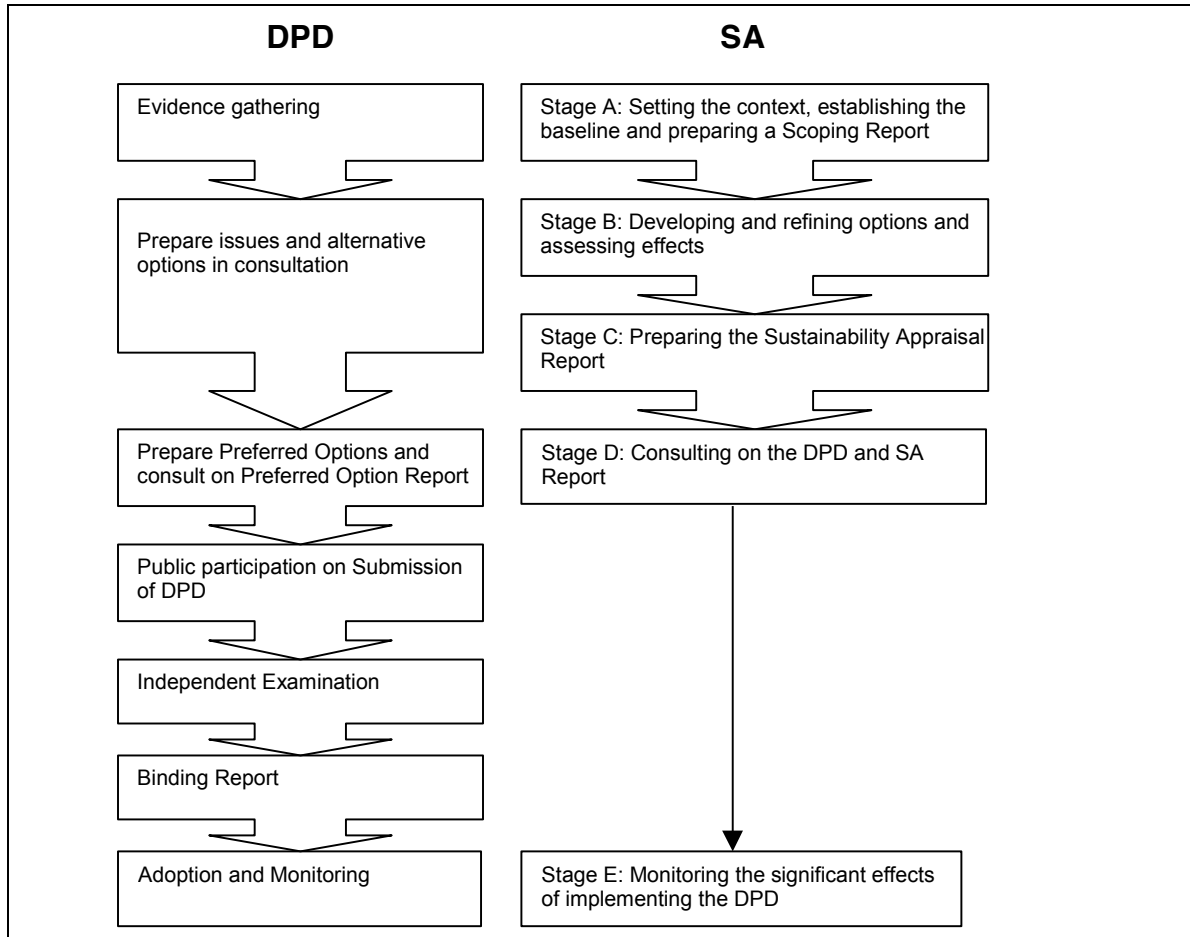 DPD
Evidence gathering
Prepare issues and alternative
options in consultation
Prepare Preferred Options and
consult on Preferred Option Report
Public participation on Submission
of DPD
Independent Examination
Binding Report
Adoption and Monitoring
SA
Stage A: Setting the context, establishing the
baseline and preparing a Scoping Report
Stage B: Developing and refining options and
assessing effects
Stage C: Preparing the Sustainability Appraisal
Report
Stage D: Consulting on the DPD and SA
Report
Stage E: Monitoring the significant effects
of implementing the DPD